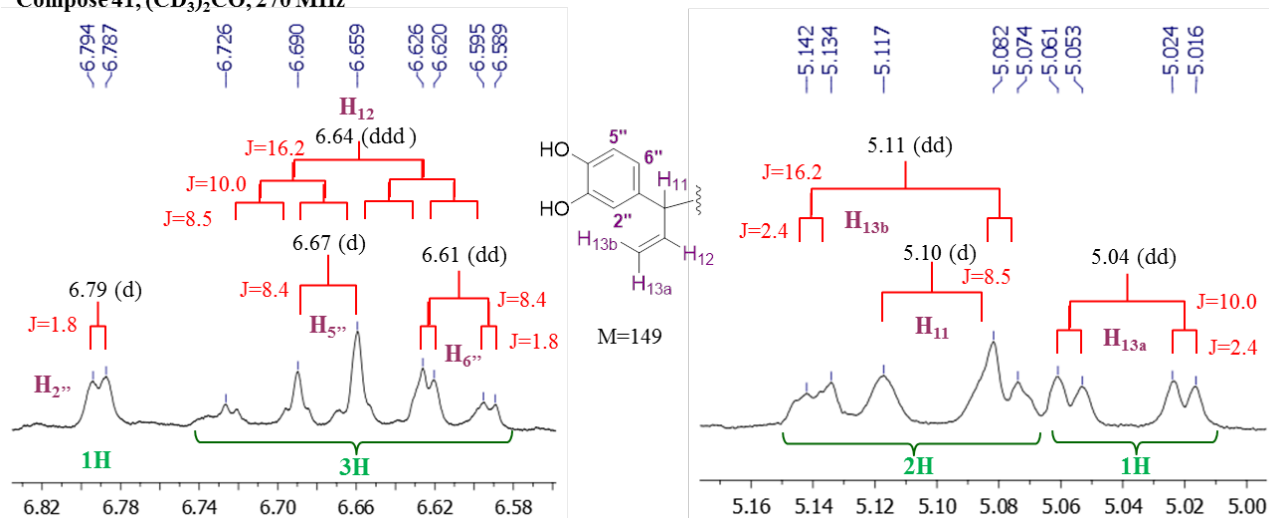 Compose 41, (CD3)2CO, 270 MHz
6.794
6.787
6.726
6.690
6.659
6.626
6.620
6.595
6.589
H12
6.64 (ddd )
J=16.2
J=10.0
J=8.5
6.67 (d)
6.61 (dd)
6.79 (d)
J=8.4
J=8.4
J=1.8
J=1.8
H5”
H6”
H2”
1H
3H
6.82 6.78 6.74 6.70 6.66 6.62 6.58
HO
HO
5"
6"
2"
H11
H13b
H12
H13a
M=149
5.142
5.134
5.117
5.082
5.074
5.061
5.053
5.024
5.016
5.11 (dd)
J=16.2
J=2.4
H13b
5.10 (d)
5.04 (dd)
J=8.5
J=10.0
H11
H13a
J=2.4
2H
1H
5.16 5.14 5.12 5.10 5.08 5.06 5.04 5.02 5.00